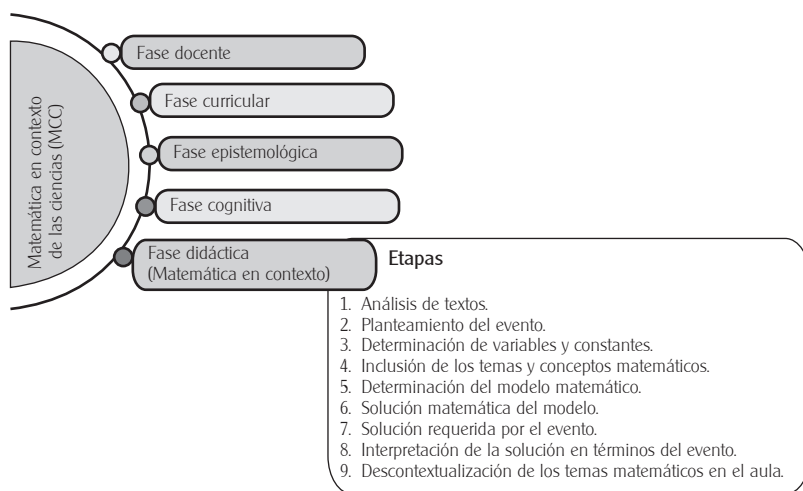 Matemática en contexto
de las ciencias (MCC)
Fase docente
Fase curricular
Fase epistemológica
Fase cognitiva
Fase didáctica
(Matemática en contexto)
Etapas
1. Análisis de textos.
2. Planteamiento del evento.
3. Determinación de variables y constantes.
4. Inclusión de los temas y conceptos matemáticos.
5. Determinación del modelo matemático.
6. Solución matemática del modelo.
7. Solución requerida por el evento.
8. Interpretación de la solución en términos del evento.
9. Descontextualización de los temas matemáticos en el aula.